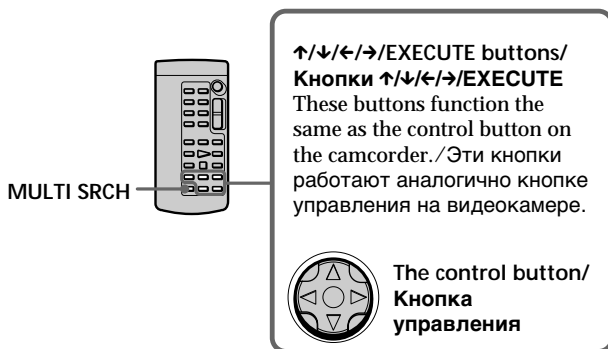 ↑/↓/←/→/EXECUTE buttons/
Кнопки ↑/↓/←/→/EXECUTE
These buttons function the
same as the control button on
the camcorder./Эти кнопки
работают аналогично кнопке
управления на видеокамере.
MULTI SRCH
The control button/
Кнопка
управления